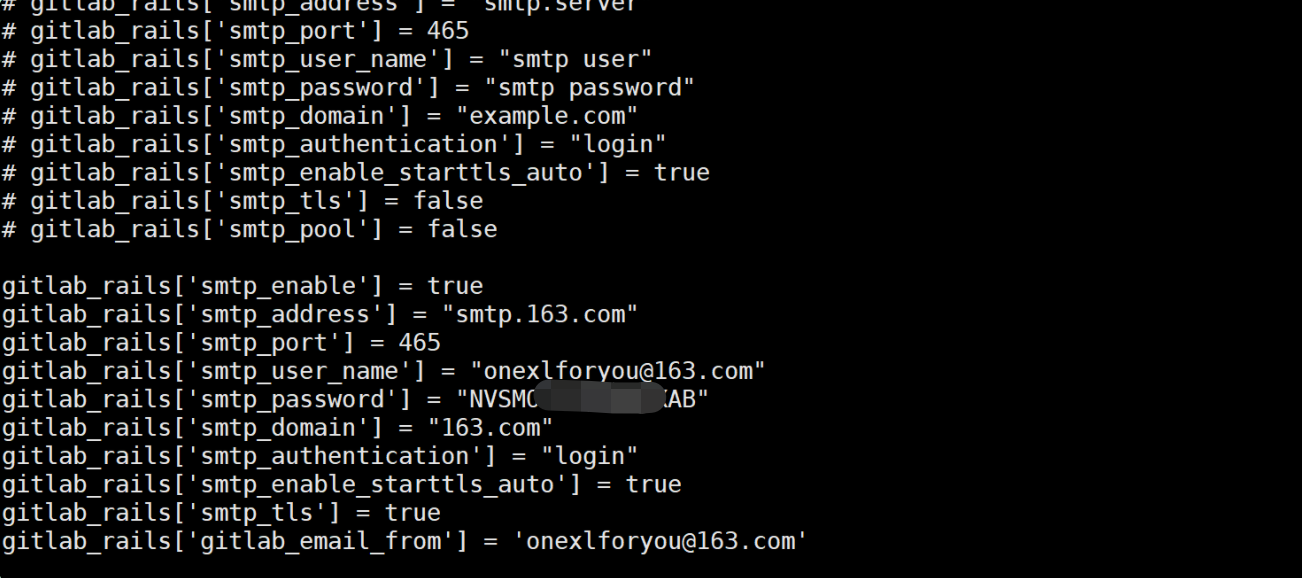 # gitlab_rails['smtp_address'] = "smtp.server"
# gitlab_rails['smtp_port'] = 465
# gitlab_rails['smtp_user_name'] = "smtp user"
# gitlab_rails['smtp_password'] = "smtp password"
# gitlab_rails['smtp_domain'] = "example.com"
# gitlab_rails['smtp_authentication'] = "login"
# gitlab_rails['smtp_enable_starttls_auto'] = true
# gitlab_rails['smtp_tls'] = false
# gitlab_rails['smtp_pool'] = false
gitlab_rails['smtp_enable'] = true
gitlab_rails['smtp_address'] = "smtp.163.com"
gitlab_rails['smtp_port'] = 465
gitlab_rails['smtp_user_name'] = "onexlforyou@163.com"
gitlab_rails['smtp_password'] =
gitlab_rails['smtp_domain'] = "163.com"
gitlab_rails['smtp_authentication'] = "login"
gitlab_rails['smtp_enable_starttls_auto'] = true
gitlab_rails['smtp_tls'] = true
gitlab_rails['gitlab_email_from'] = 'onexlforyou@163.com'